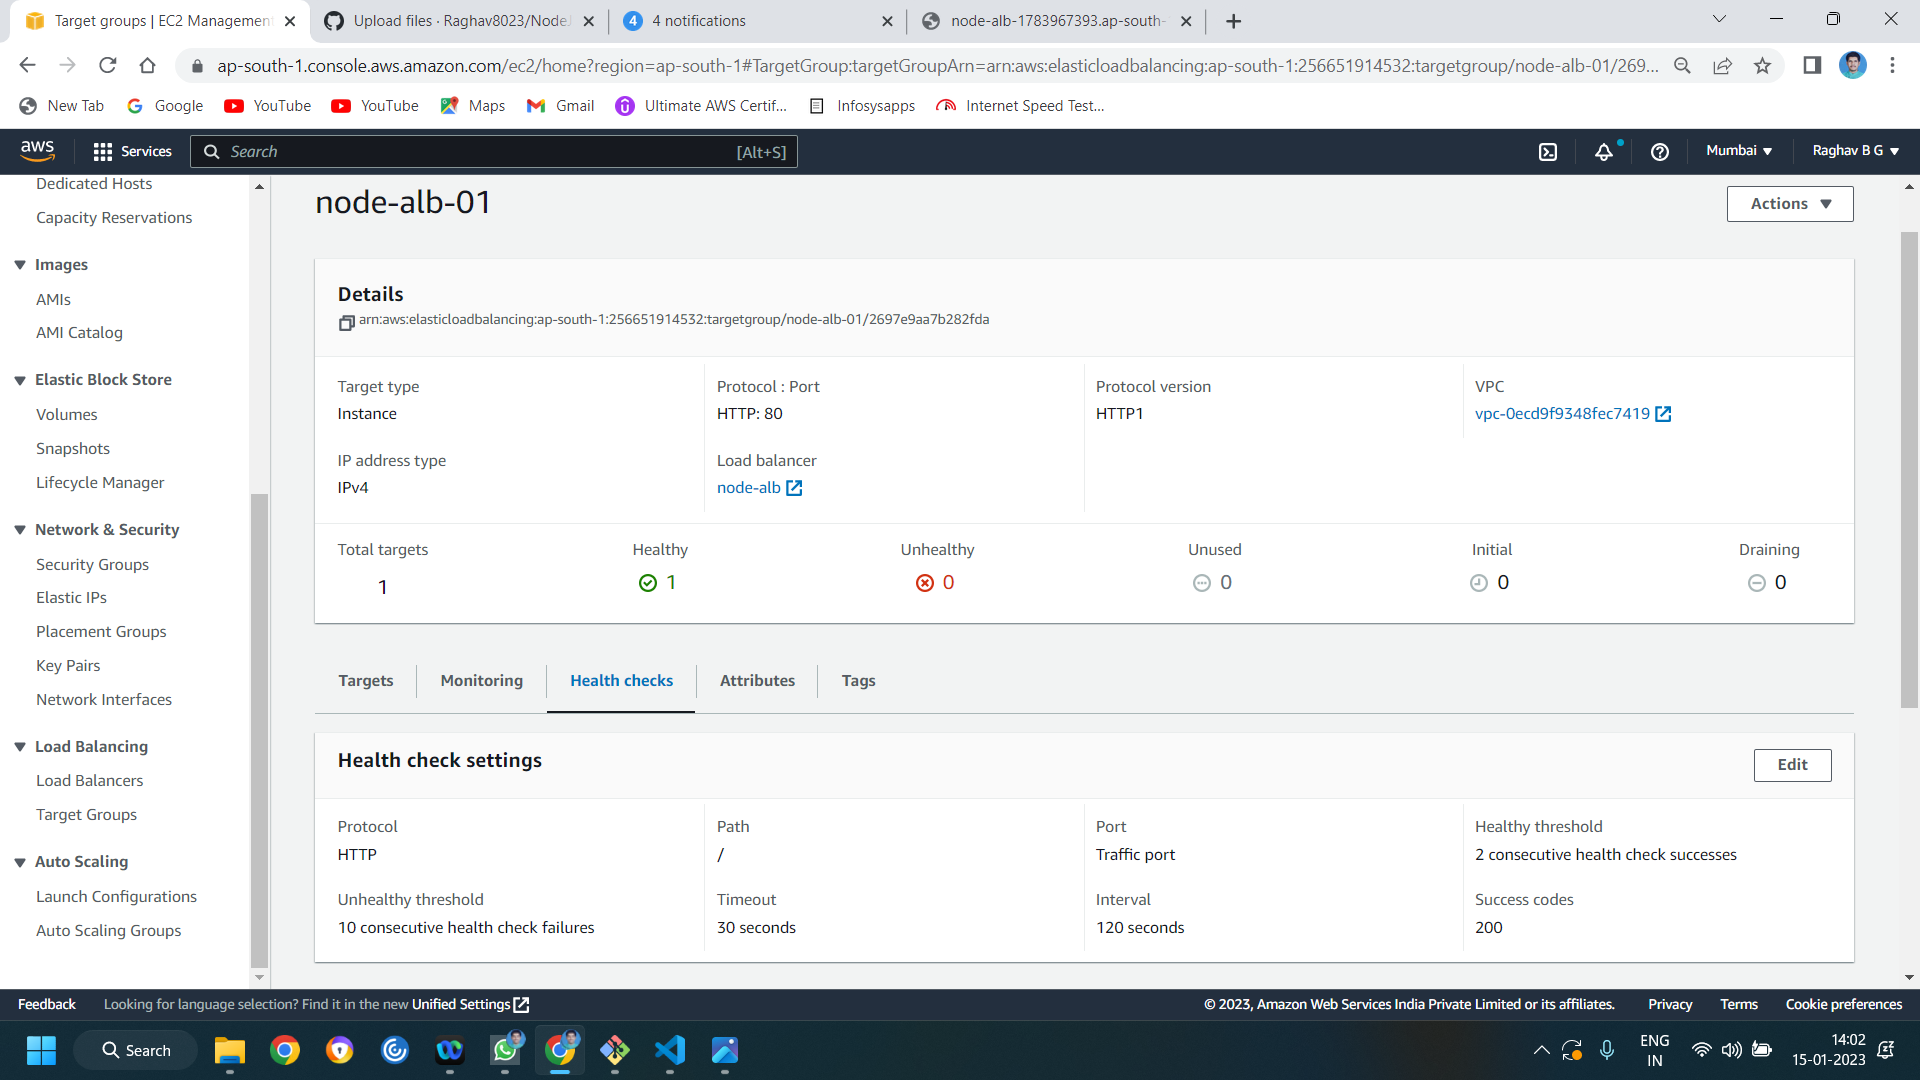 Target groups | EC2 Management
Upload files · Raghav8023/NodeJ
4 notifications
node-alb-1783967393.ap-south-
ap-south-1.console.aws.amazon.com/ec2/home?region=ap-south-1#TargetGroup:targetGroupArn=arn:aws:elasticloadbalancing:ap-south-1:256651914532:targetgroup/node-alb-01/269...
New Tab
Google
YouTube
YouTube
Maps
Gmail
Ultimate AWS Certif...
Infosysapps
Internet Speed Test...
aws
Services
Search
[Alt+S]
Mumbai
Raghav B G
Dedicated Hosts
Capacity Reservations
Images
AMIs
AMI Catalog
Elastic Block Store
Volumes
Snapshots
Lifecycle Manager
Network & Security
Security Groups
Elastic IPs
Placement Groups
Key Pairs
Network Interfaces
Load Balancing
Load Balancers
Target Groups
Auto Scaling
Launch Configurations
Auto Scaling Groups
node-alb-01
Actions
Details
arn:aws:elasticloadbalancing:ap-south-1:256651914532:targetgroup/node-alb-01/2697e9aa7b282fda
Target type
Instance
Protocol : Port
HTTP: 80
Protocol version
HTTP1
VPC
vpc-0ecd9f9348fec7419
IP address type
IPv4
Load balancer
node-alb
Total targets
1
Healthy
1
Unhealthy
0
Unused
0
Initial
0
Draining
0
Targets
Monitoring
Health checks
Attributes
Tags
Health check settings
Edit
Protocol
HTTP
Path
/
Port
Traffic port
Healthy threshold
2 consecutive health check successes
Unhealthy threshold
10 consecutive health check failures
Timeout
30 seconds
Interval
120 seconds
Success codes
200
Feedback
Looking for language selection? Find it in the new Unified Settings
© 2023, Amazon Web Services India Private Limited or its affiliates.
Privacy
Terms
Cookie preferences
Search
ENG
IN
14:02
15-01-2023